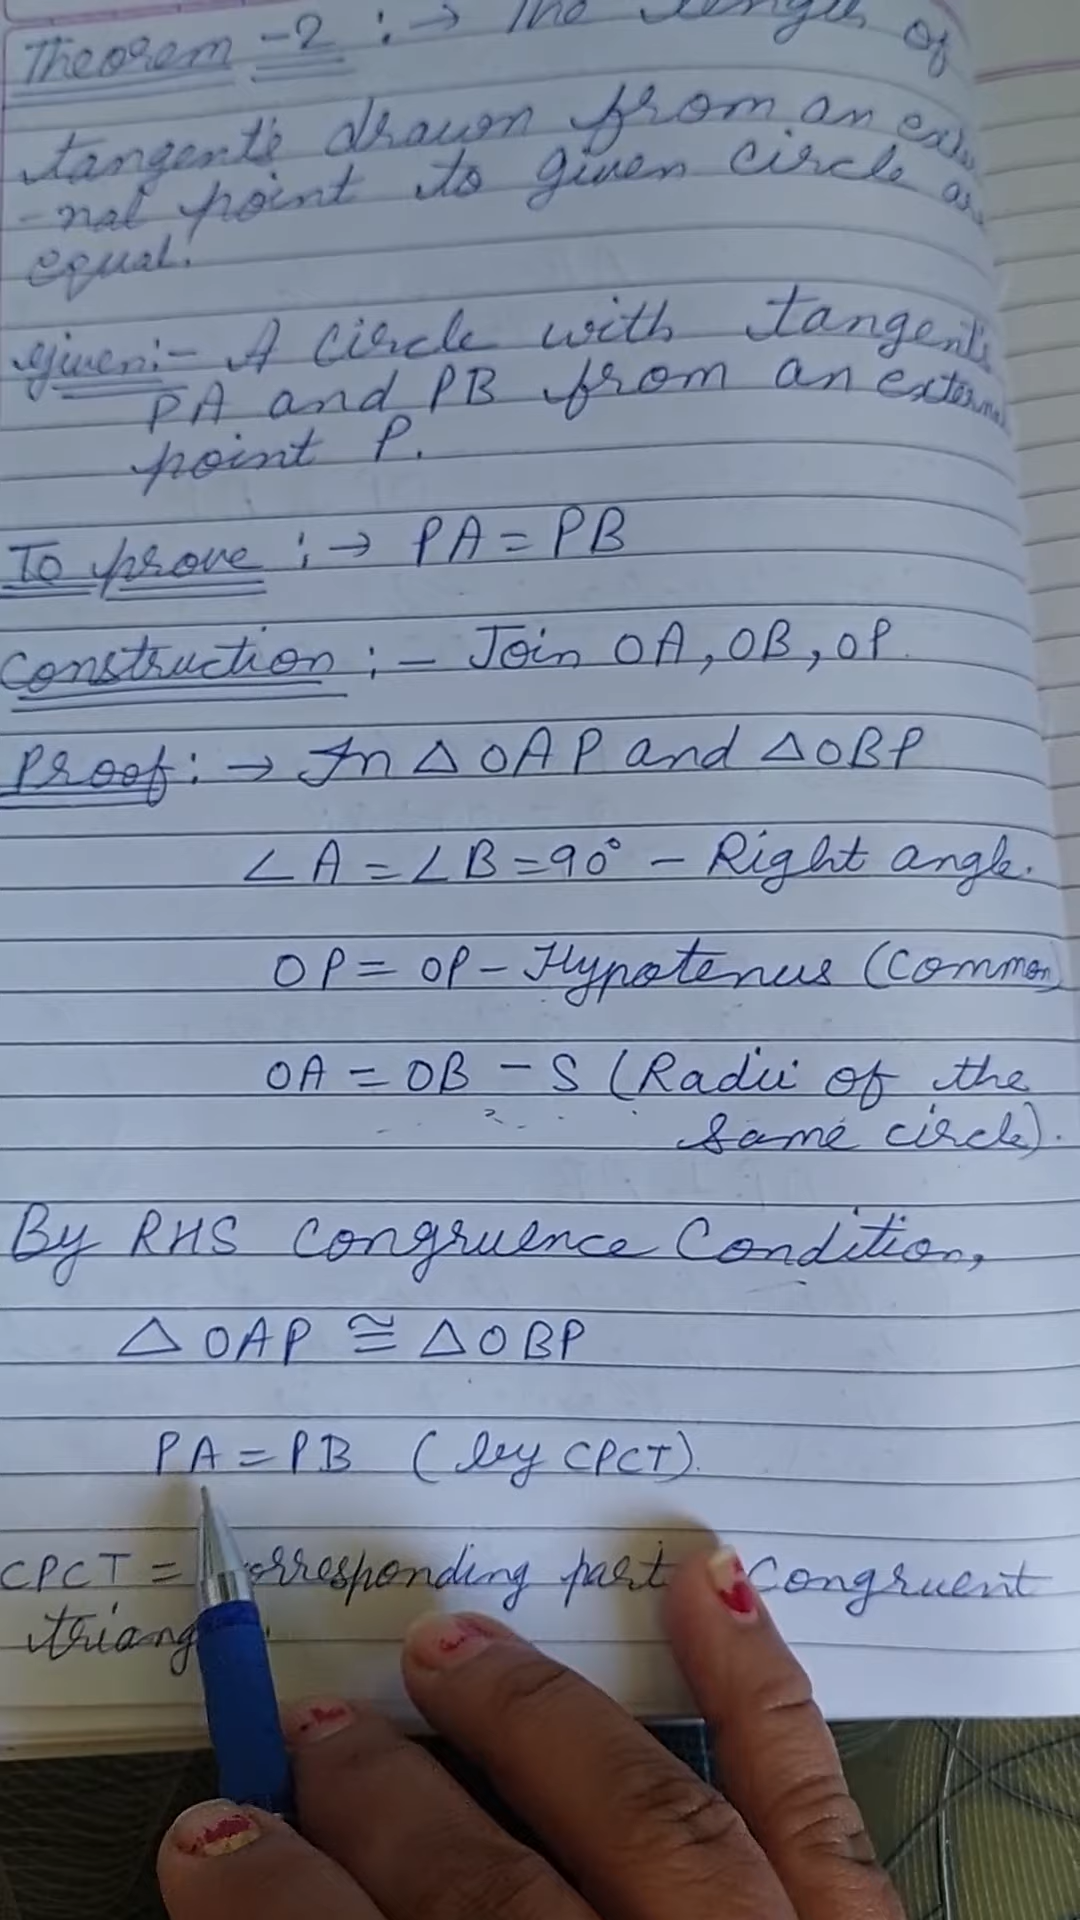 Theorem -2 :→ The length of
tangents drawn from an exter
-nal point to given circle are
equal.
Given:- A circle with tangents
PA and PB from an external
point P.
To prove :→ PA = PB
Construction :- Join OA, OB, OP.
Proof :→ In △OAP and △OBP
∠A = ∠B = 90° - Right angle.
OP = OP - Hypotenus (Common)
OA = OB - S (Radii of the
same circle).
By RHS Congruence Condition,
△OAP ≅ △OBP
PA = PB (by CPCT).
CPCT = orresponding part Congruent
triang